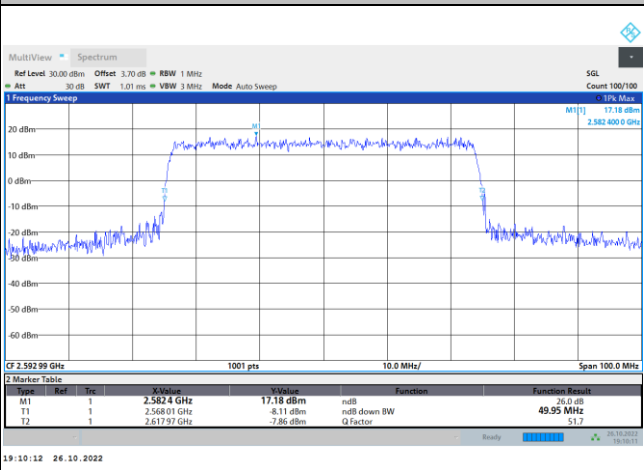 MultiView Spectrum
Ref Level 30.00 dBm Offset 3.70 dB RBW 1 MHz SGL
Att 30 dB SWT 1.01 ms VBW 3 MHz Mode Auto Sweep Count 100/100
1 Frequency Sweep 1Pk Max
M1[1] 17.18 dBm
2.582 400 0 GHz
M1
20 dBm
10 dBm
0 dBm
T1 T2
-10 dBm
-20 dBm
-30 dBm
-40 dBm
-50 dBm
-60 dBm
CF 2.592 99 GHz 1001 pts 10.0 MHz/ Span 100.0 MHz
2 Marker Table
Type Ref Trc X-Value Y-Value Function Function Result
M1 1 2.582 4 GHz 17.18 dBm ndB 26.0 dB
T1 1 2.568 01 GHz -8.11 dBm ndB down BW 49.95 MHz
T2 1 2.617 97 GHz -7.86 dBm Q Factor 51.7
Ready 26.10.2022
19:10:11
19:10:12 26.10.2022